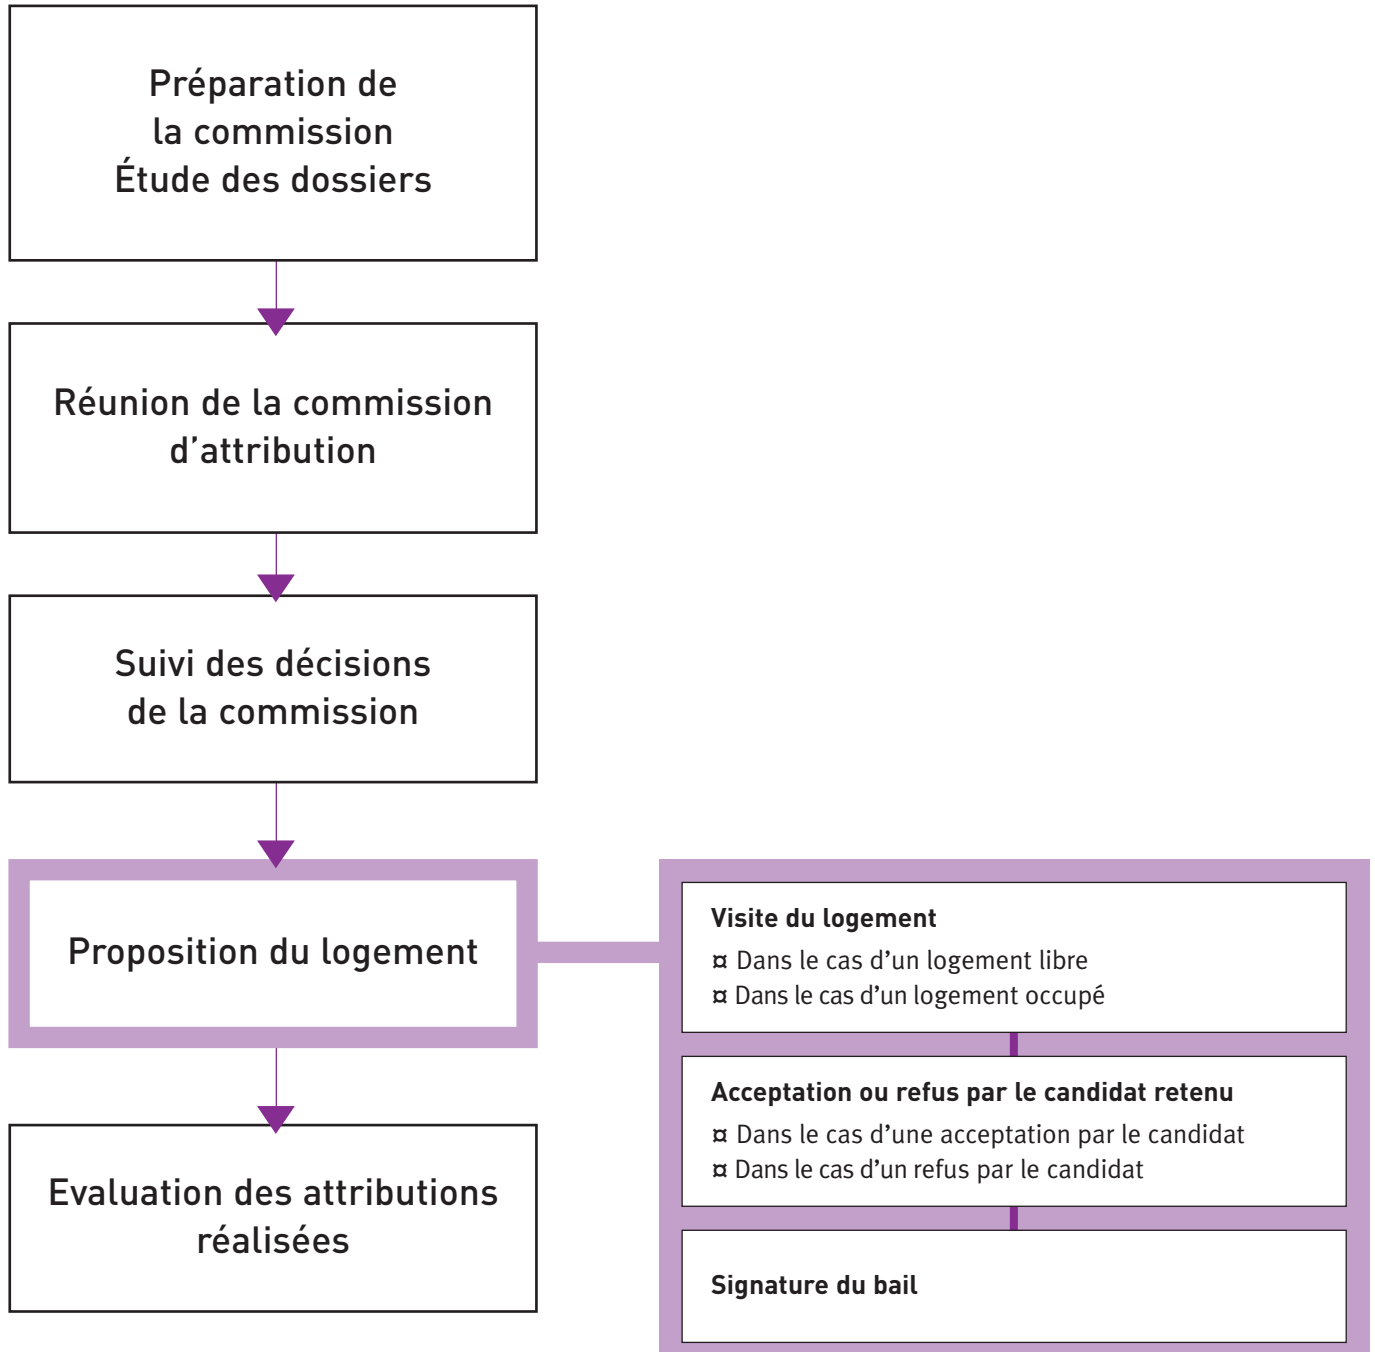 Préparation de
la commission
Étude des dossiers
Réunion de la commission
d’attribution
Suivi des décisions
de la commission
Proposition du logement
Visite du logement
¤ Dans le cas d’un logement libre
¤ Dans le cas d’un logement occupé
Acceptation ou refus par le candidat retenu
¤ Dans le cas d’une acceptation par le candidat
¤ Dans le cas d’un refus par le candidat
Signature du bail
Evaluation des attributions
réalisées